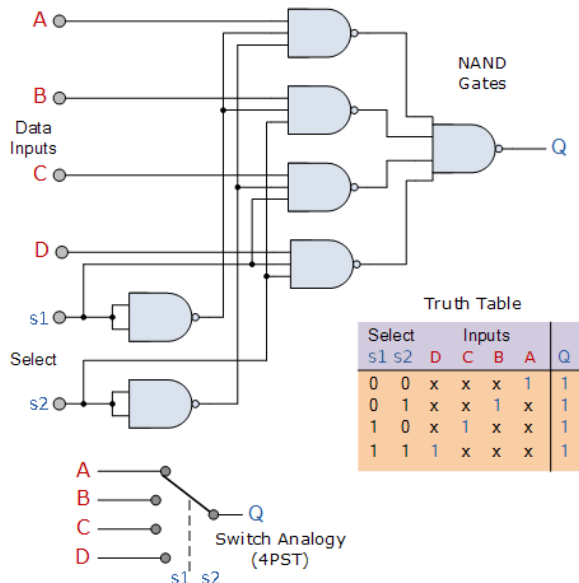 A
NAND
Gates
B
Data
Inputs
Q
C
D
Truth Table
s1
Select Inputs
s1 s2 D C B A Q
0 0 x x x 1 1
0 1 x x 1 x 1
1 0 x 1 x x 1
1 1 1 x x x 1
Select
s2
A
B
Q
C
Switch Analogy
(4PST)
D
s1 s2